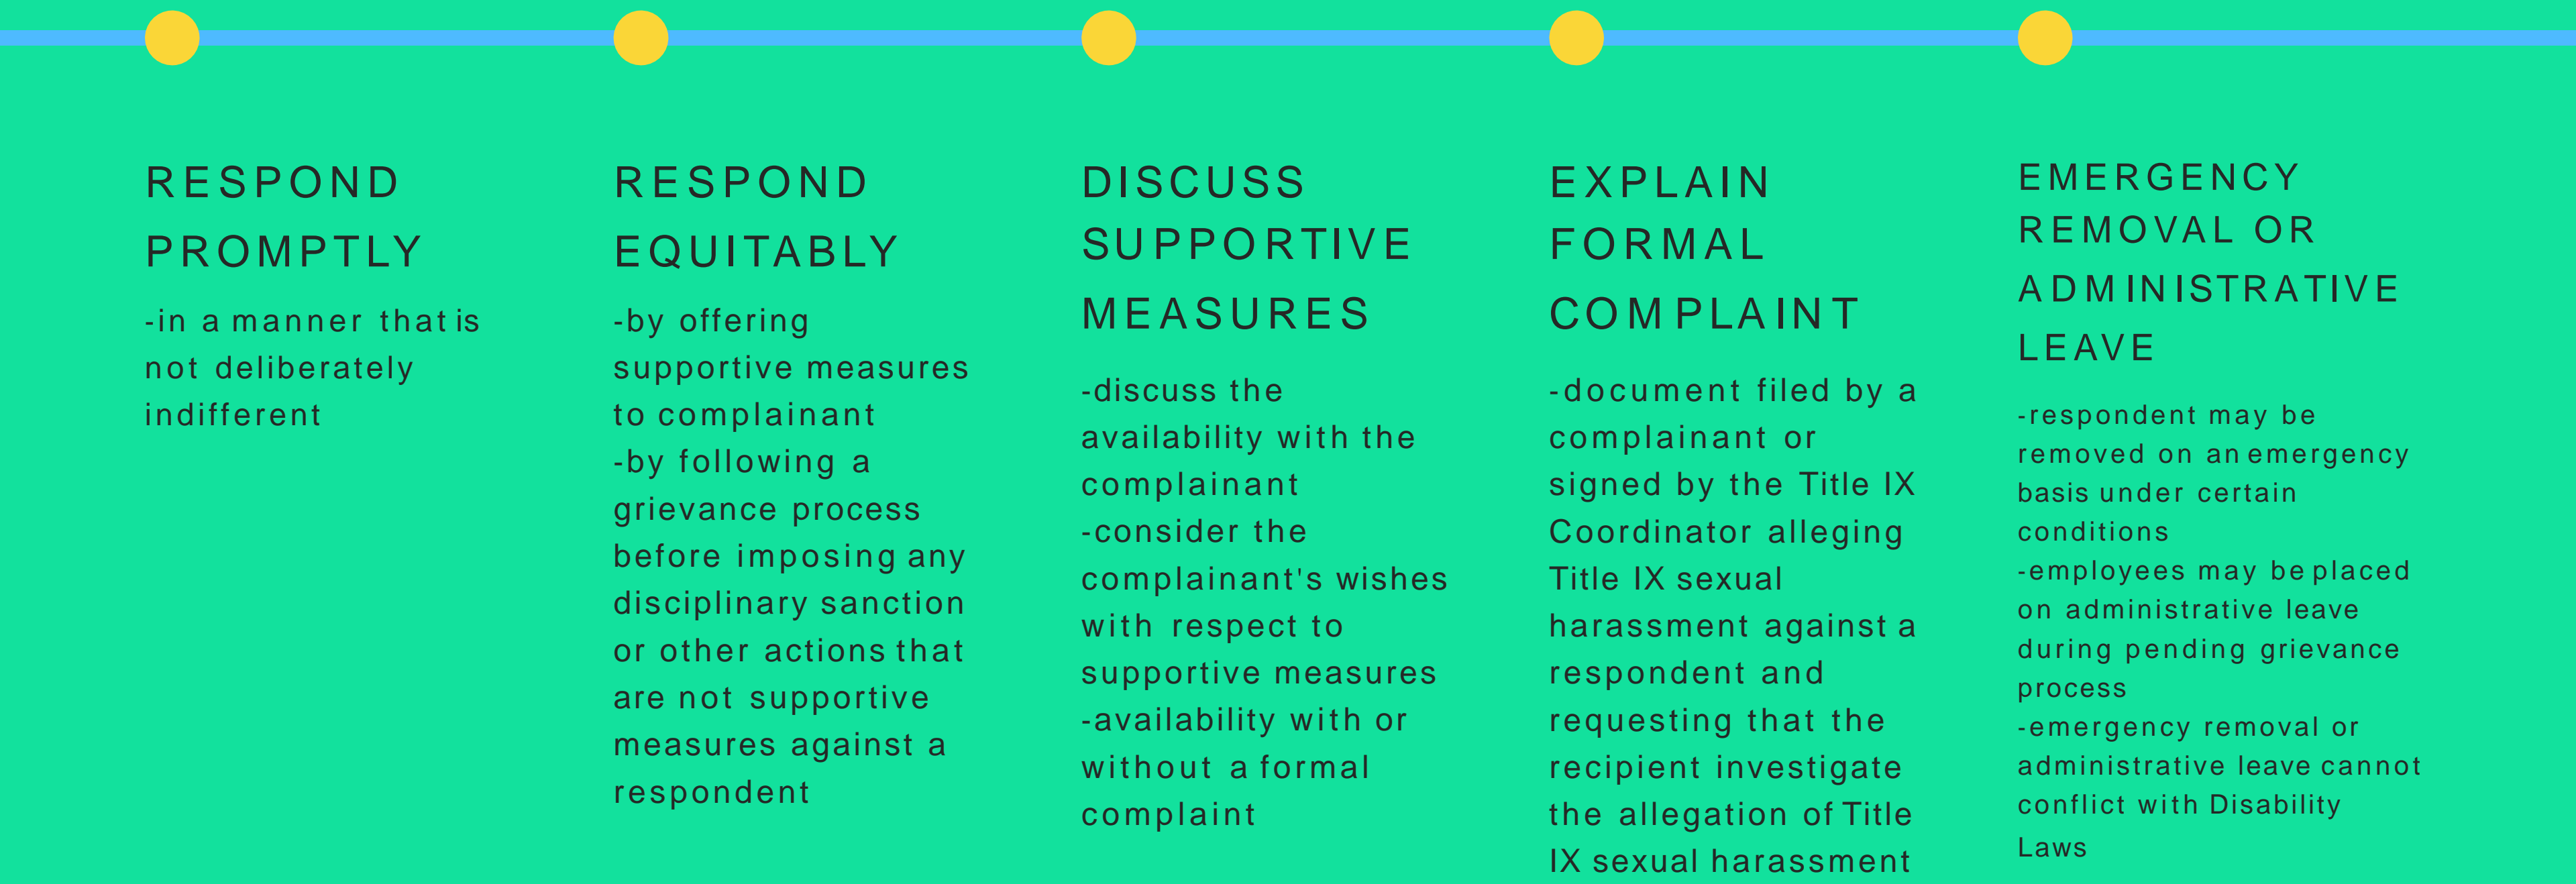 RESPOND
PROMPTLY
-in a manner that is
not deliberately
indifferent
RESPOND
EQUITABLY
-by offering
supportive measures
to complainant
-by following a
grievance process
before imposing any
disciplinary sanction
or other actions that
are not supportive
measures against a
respondent
DISCUSS
SUPPORTIVE
MEASURES
-discuss the
availability with the
complainant
-consider the
complainant's wishes
with respect to
supportive measures
-availability with or
without a formal
complaint
EXPLAIN
FORMAL
COMPLAINT
-document filed by a
complainant or
signed by the Title IX
Coordinator alleging
Title IX sexual
harassment against a
respondent and
requesting that the
recipient investigate
the allegation of Title
IX sexual harassment
EMERGENCY
REMOVAL OR
ADMINISTRATIVE
LEAVE
-respondent may be
removed on an emergency
basis under certain
conditions
-employees may be placed
on administrative leave
during pending grievance
process
-emergency removal or
administrative leave cannot
conflict with Disability
Laws